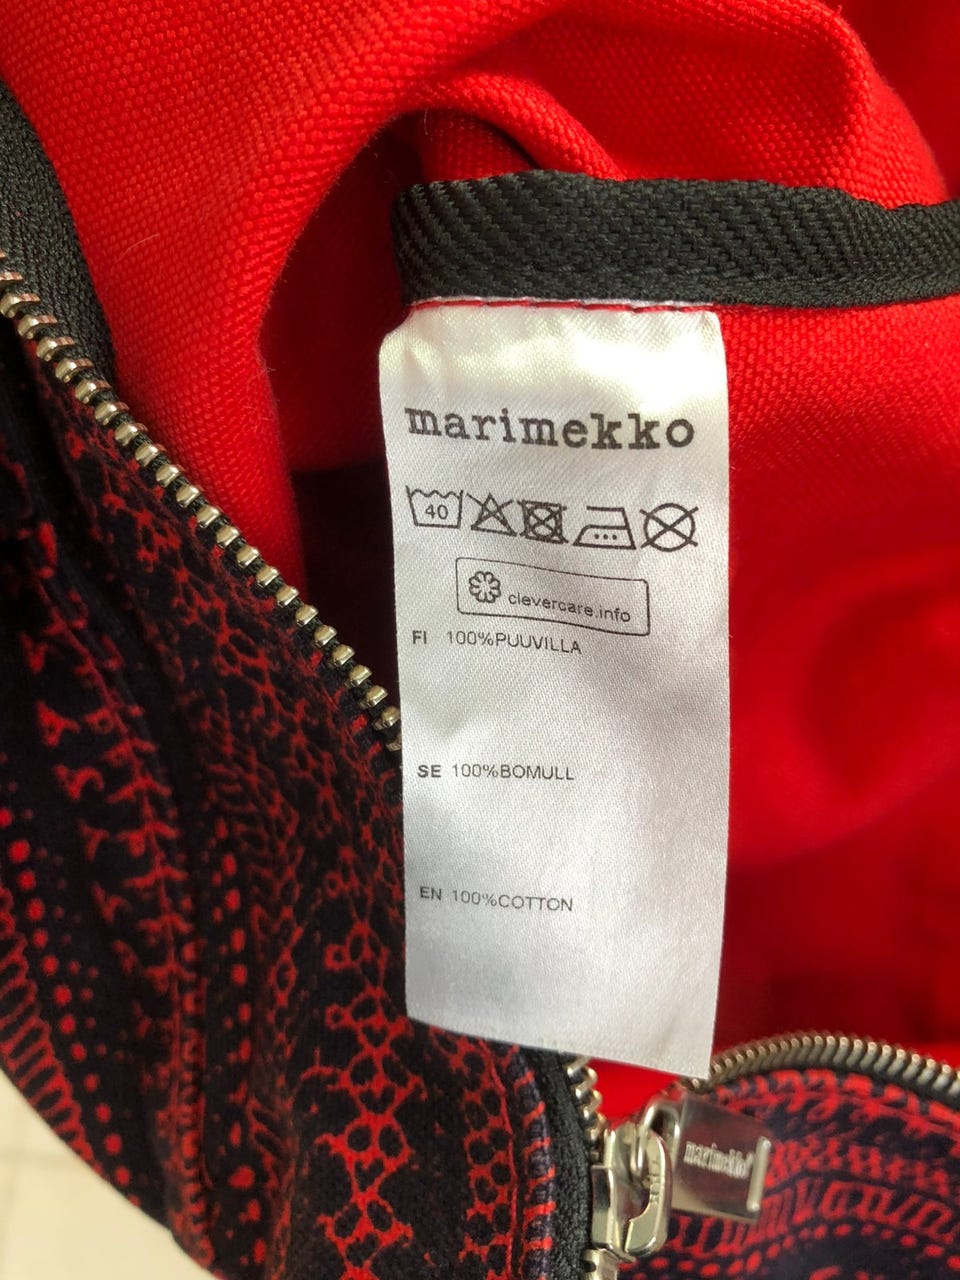 marimekko
40
clevercare.info
FI 100%PUUVILLA
SE 100%BOMULL
EN 100%COTTON
marimekko